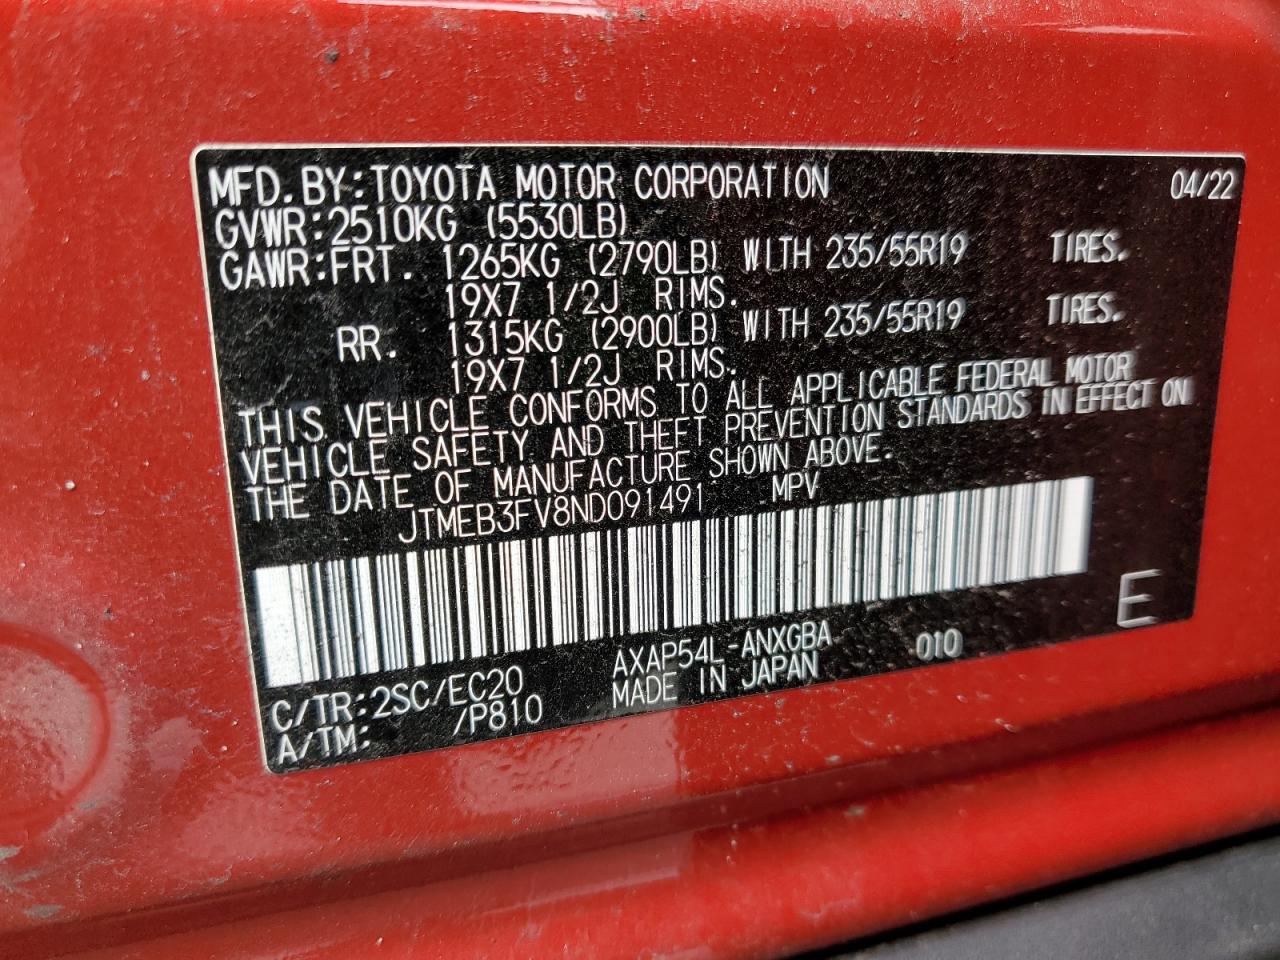 MFD.BY:TOYOTA MOTOR CORPORATION 04/22
GVWR:2510KG (5530LB)
GAWR:FRT. 1265KG (2790LB) WITH 235/55R19 TIRES.
19X7 1/2J RIMS.
RR. 1315KG (2900LB) WITH 235/55R19 TIRES.
19X7 1/2J RIMS.
THIS VEHICLE CONFORMS TO ALL APPLICABLE FEDERAL MOTOR
VEHICLE SAFETY AND THEFT PREVENTION STANDARDS IN EFFECT ON
THE DATE OF MANUFACTURE SHOWN ABOVE.
JTMEB3FV8ND091491 MPV
E
C/TR:2SC/EC20 AXAP54L-ANXGBA 010
A/TM: /P810 MADE IN JAPAN